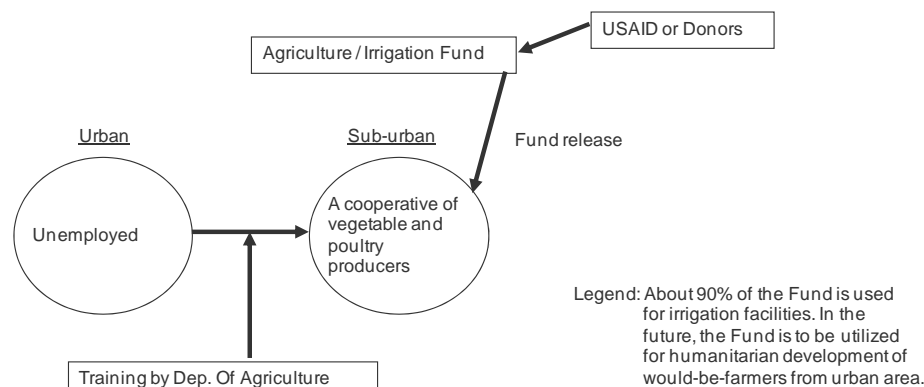 USAID or Donors
Agriculture / Irrigation Fund
Urban
Sub-urban
Fund release
Unemployed
A cooperative of
vegetable and
poultry
producers
Legend: About 90% of the Fund is used
for irrigation facilities. In the
future, the Fund is to be utilized
for humanitarian development of
would-be-farmers from urban area.
Training by Dep. Of Agriculture